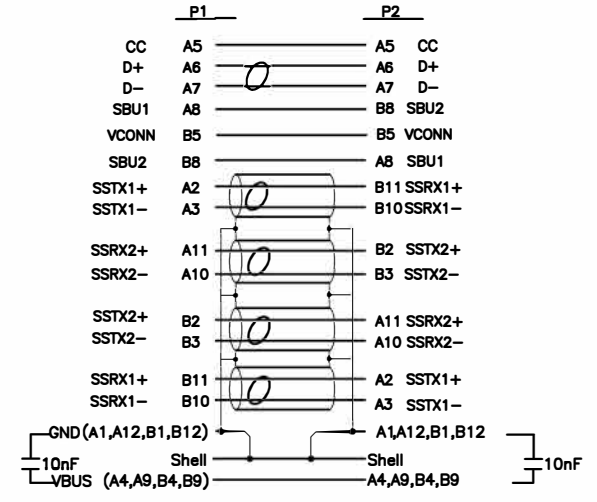 P1 P2
CC A5 A5 CC
D+ A6 A6 D+
D− A7 A7 D−
SBU1 A8 B8 SBU2
VCONN B5 B5 VCONN
SBU2 B8 A8 SBU1
SSTX1+ A2 B11 SSRX1+
SSTX1− A3 B10 SSRX1−
SSRX2+ A11 B2 SSTX2+
SSRX2− A10 B3 SSTX2−
SSTX2+ B2 A11 SSRX2+
SSTX2− B3 A10 SSRX2−
SSRX1+ B11 A2 SSTX1+
SSRX1− B10 A3 SSTX1−
GND(A1,A12,B1,B12) A1,A12,B1,B12
Shell Shell
10nF 10nF
VBUS (A4,A9,B4,B9) A4,A9,B4,B9